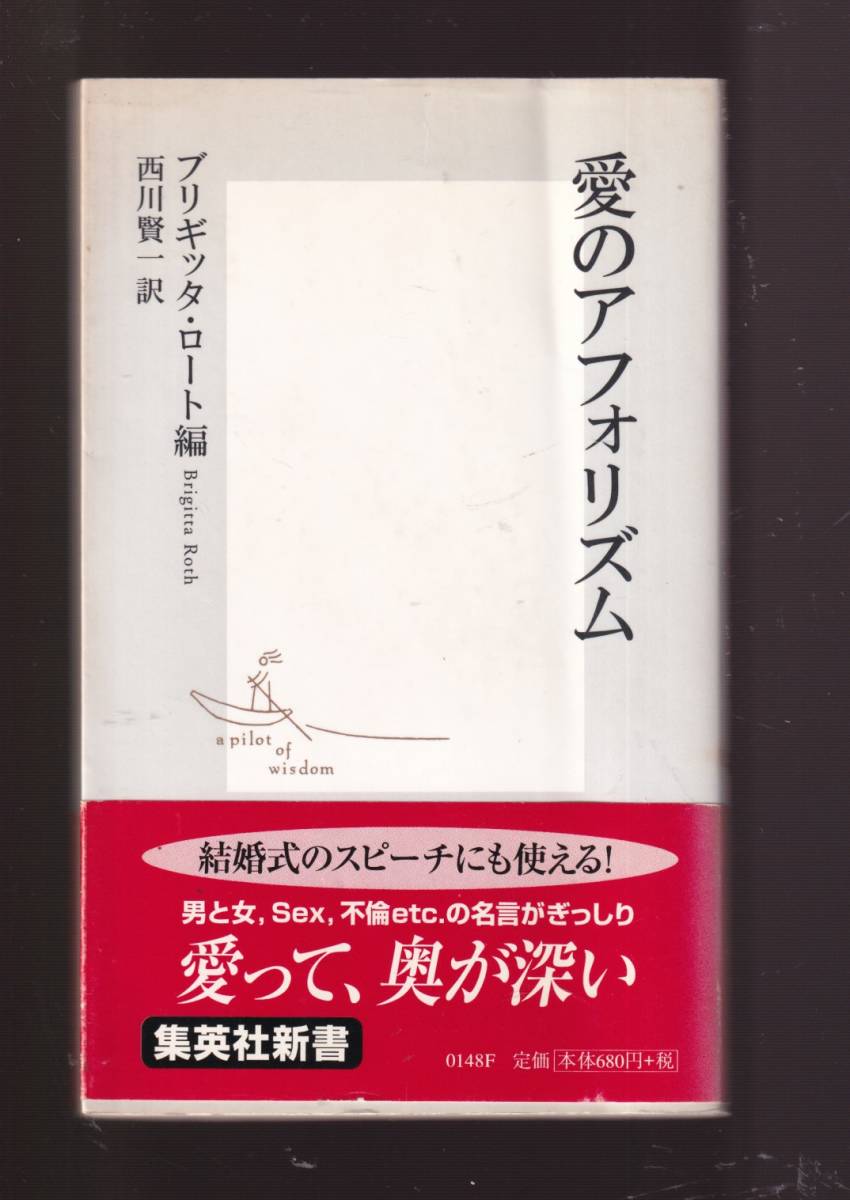 愛のアフォリズム
ブリギッタ・ロート編 Brigitta Roth
西川賢一 訳
a pilot
of
wisdom
結婚式のスピーチにも使える!
男と女,Sex,不倫etc.の名言がぎっしり
愛って、奥が深い
集英社新書
0148F 定価 本体680円+税